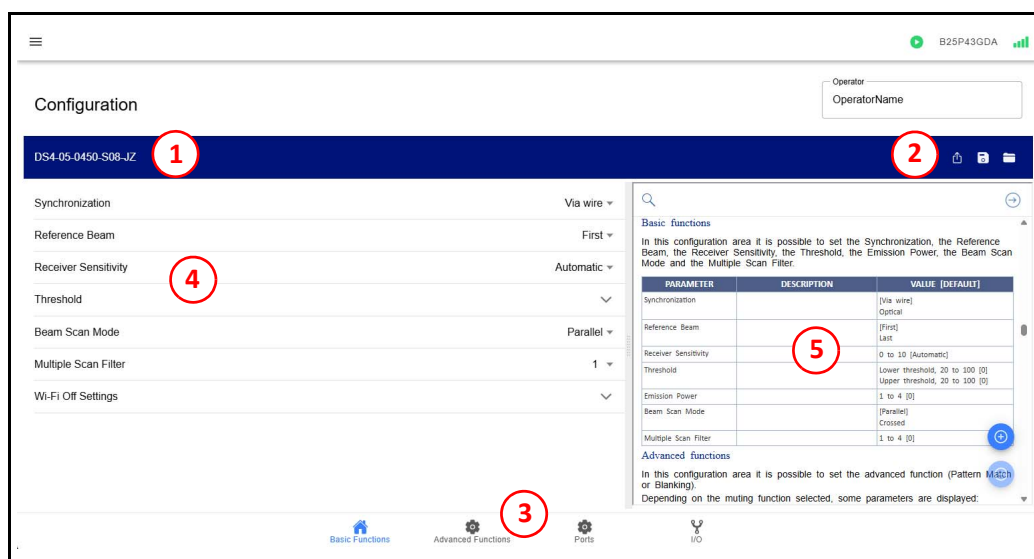 B25P43GDA
Configuration
Operator
OperatorName
DS4-05-0450-S08-JZ
1
2
Synchronization Via wire
Reference Beam First
Receiver Sensitivity Automatic
4
Threshold
Beam Scan Mode Parallel
Multiple Scan Filter 1
Wi-Fi Off Settings
Basic functions
In this configuration area it is possible to set the Synchronization, the Reference
Beam, the Receiver Sensitivity, the Threshold, the Emission Power, the Beam Scan
Mode and the Multiple Scan Filter.
PARAMETER DESCRIPTION VALUE [DEFAULT]
Synchronization [Via wire]
Optical
Reference Beam [First]
Last
5
Receiver Sensitivity 0 to 10 [Automatic]
Threshold Lower threshold, 20 to 100 [0]
Upper threshold, 20 to 100 [0]
Emission Power 1 to 4 [0]
Beam Scan Mode [Parallel]
Crossed
Multiple Scan Filter 1 to 4 [0]
Advanced functions
In this configuration area it is possible to set the advanced function (Pattern Match
or Blanking).
Depending on the muting function selected, some parameters are displayed:
3
Basic Functions Advanced Functions Ports I/O